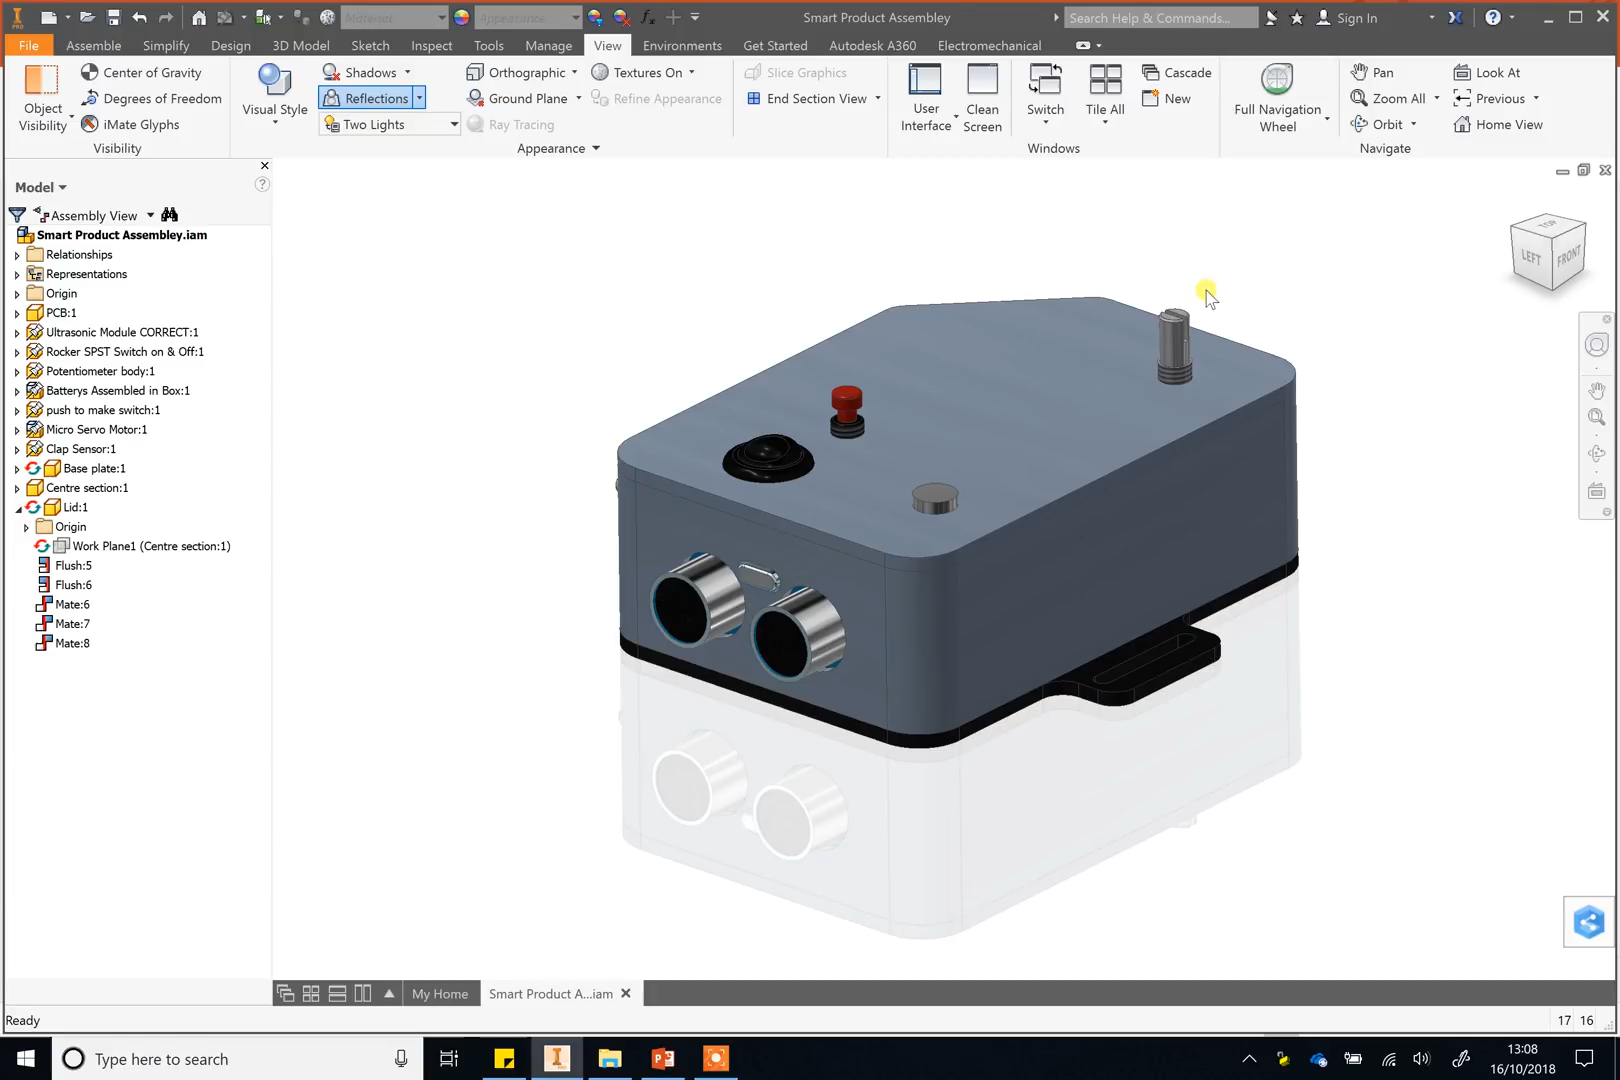 Material
Appearance
Smart Product Assembley
Search Help & Commands...
Sign In
File
Assemble
Simplify
Design
3D Model
Sketch
Inspect
Tools
Manage
View
Environments
Get Started
Autodesk A360
Electromechanical
Object
Visibility
Center of Gravity
Degrees of Freedom
iMate Glyphs
Visibility
Visual Style
Shadows
Reflections
Two Lights
Orthographic
Ground Plane
Ray Tracing
Textures On
Refine Appearance
Appearance
Slice Graphics
End Section View
User
Interface
Clean
Screen
Switch
Tile All
Cascade
New
Windows
Full Navigation
Wheel
Pan
Zoom All
Orbit
Look At
Previous
Home View
Navigate
Model
Assembly View
Smart Product Assembley.iam
Relationships
Representations
Origin
PCB:1
Ultrasonic Module CORRECT:1
Rocker SPST Switch on & Off:1
Potentiometer body:1
Batterys Assembled in Box:1
push to make switch:1
Micro Servo Motor:1
Clap Sensor:1
Base plate:1
Centre section:1
Lid:1
Origin
Work Plane1 (Centre section:1)
Flush:5
Flush:6
Mate:6
Mate:7
Mate:8
TOP
LEFT
FRONT
My Home
Smart Product A...iam
Ready
17 16
Type here to search
13:08
16/10/2018